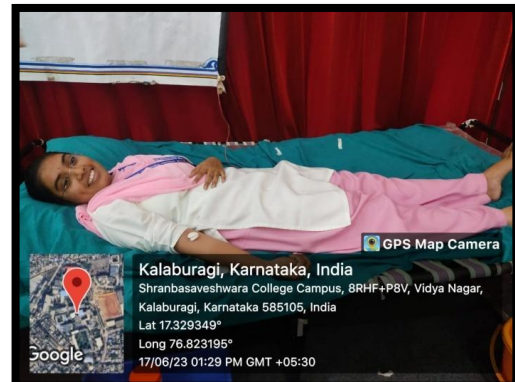 GPS Map Camera
Kalaburagi, Karnataka, India
Shranbasaveshwara College Campus, 8RHF+P8V, Vidya Nagar,
Kalaburagi, Karnataka 585105, India
Lat 17.329349°
Long 76.823195°
17/06/23 01:29 PM GMT +05:30
Google